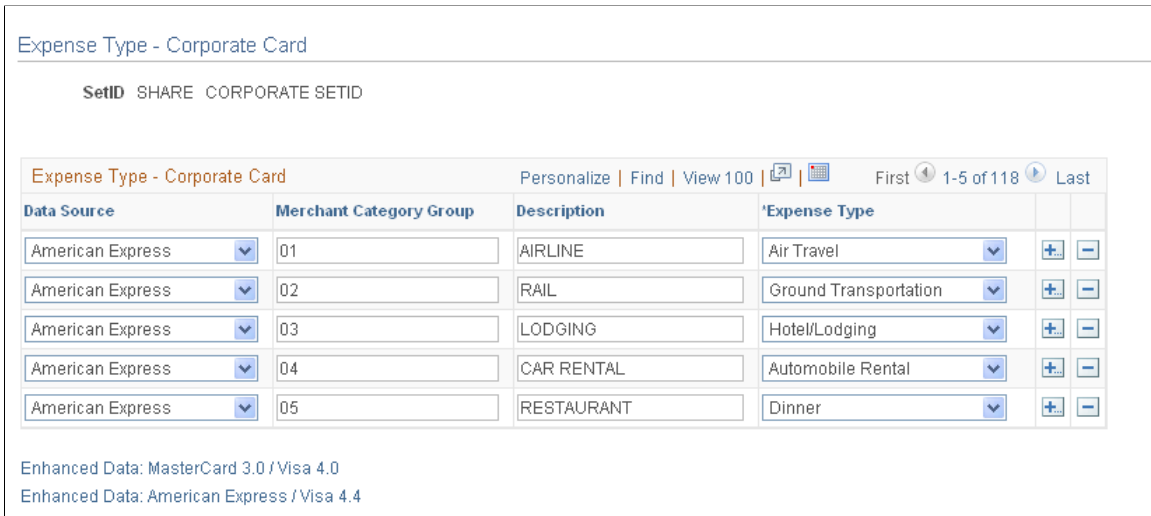 Expense Type - Corporate Card
SetID SHARE CORPORATE SETID
Expense Type - Corporate Card Personalize | Find | View 100 | | First 1-5 of 118 Last
Data Source Merchant Category Group Description *Expense Type
American Express 01 AIRLINE Air Travel
American Express 02 RAIL Ground Transportation
American Express 03 LODGING Hotel/Lodging
American Express 04 CAR RENTAL Automobile Rental
American Express 05 RESTAURANT Dinner
Enhanced Data: MasterCard 3.0 / Visa 4.0
Enhanced Data: American Express / Visa 4.4